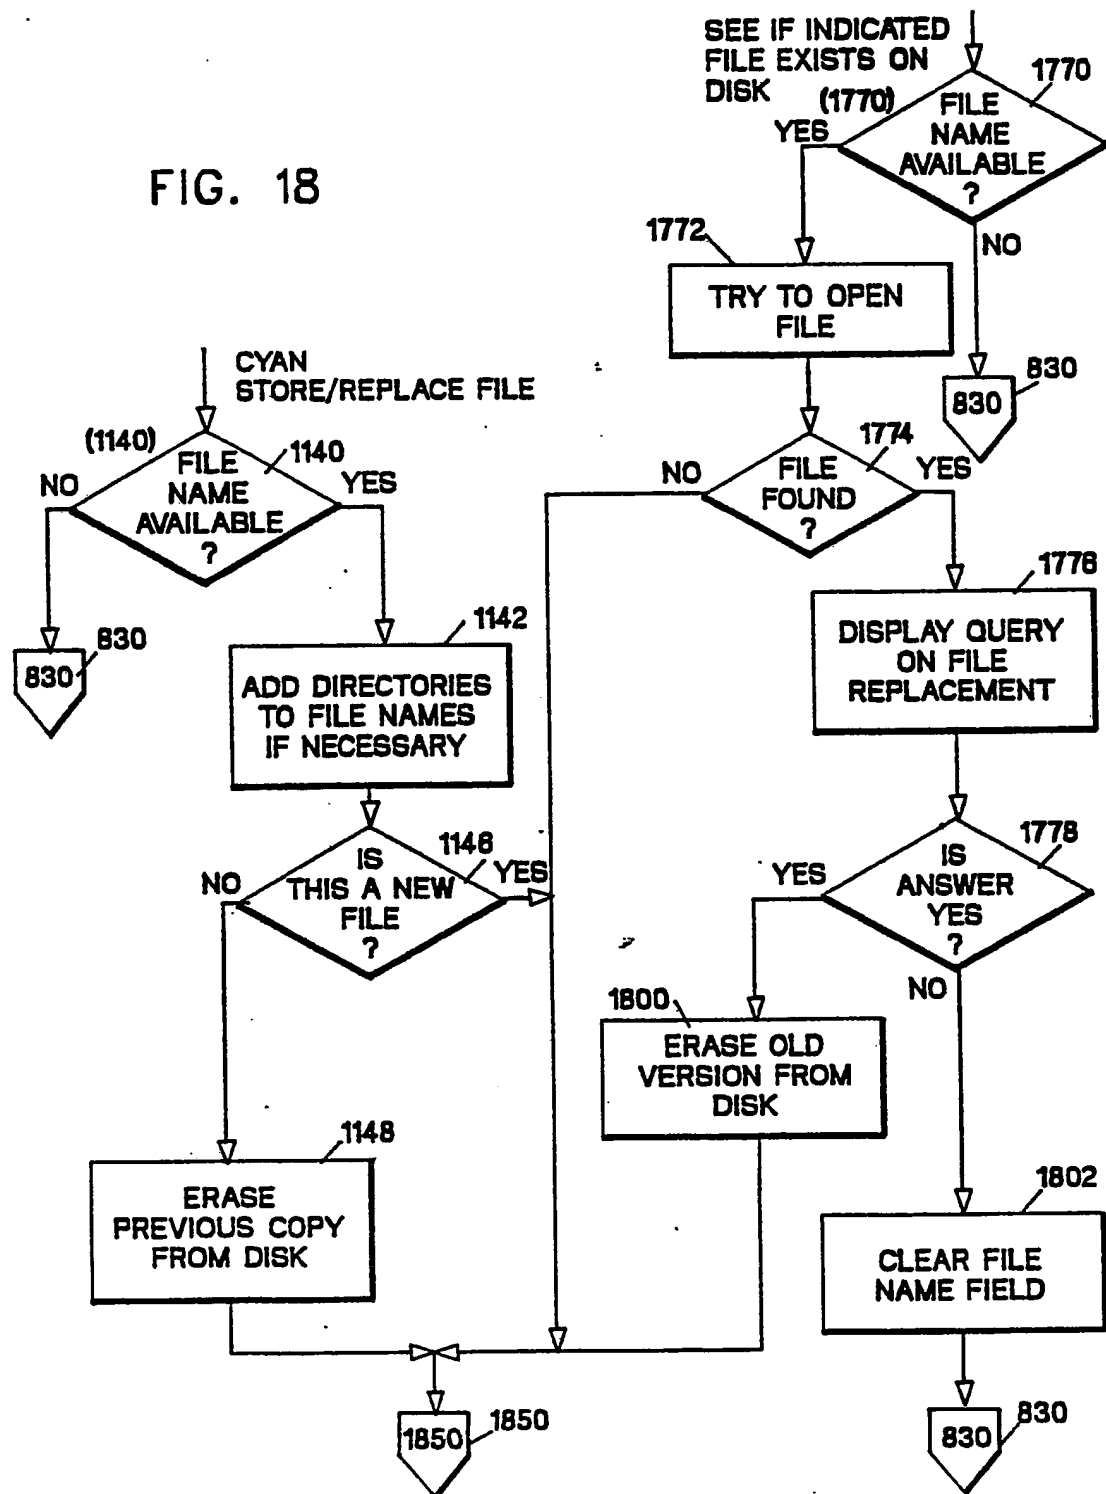 SEE IF INDICATED
FILE EXISTS ON
DISK
(1770)
1770
FILE
NAME
AVAILABLE
?
YES
NO
FIG. 18
1772
TRY TO OPEN
FILE
830
830
CYAN
STORE/REPLACE FILE
(1140)
1140
FILE
NAME
AVAILABLE
?
NO
YES
1774
FILE
FOUND
?
NO
YES
830
830
1142
ADD DIRECTORIES
TO FILE NAMES
IF NECESSARY
1776
DISPLAY QUERY
ON FILE
REPLACEMENT
1146
IS
THIS A NEW
FILE
?
NO
YES
1778
IS
ANSWER
YES
?
YES
NO
1800
ERASE OLD
VERSION FROM
DISK
1148
ERASE
PREVIOUS COPY
FROM DISK
1802
CLEAR FILE
NAME FIELD
1850
1850
830
830